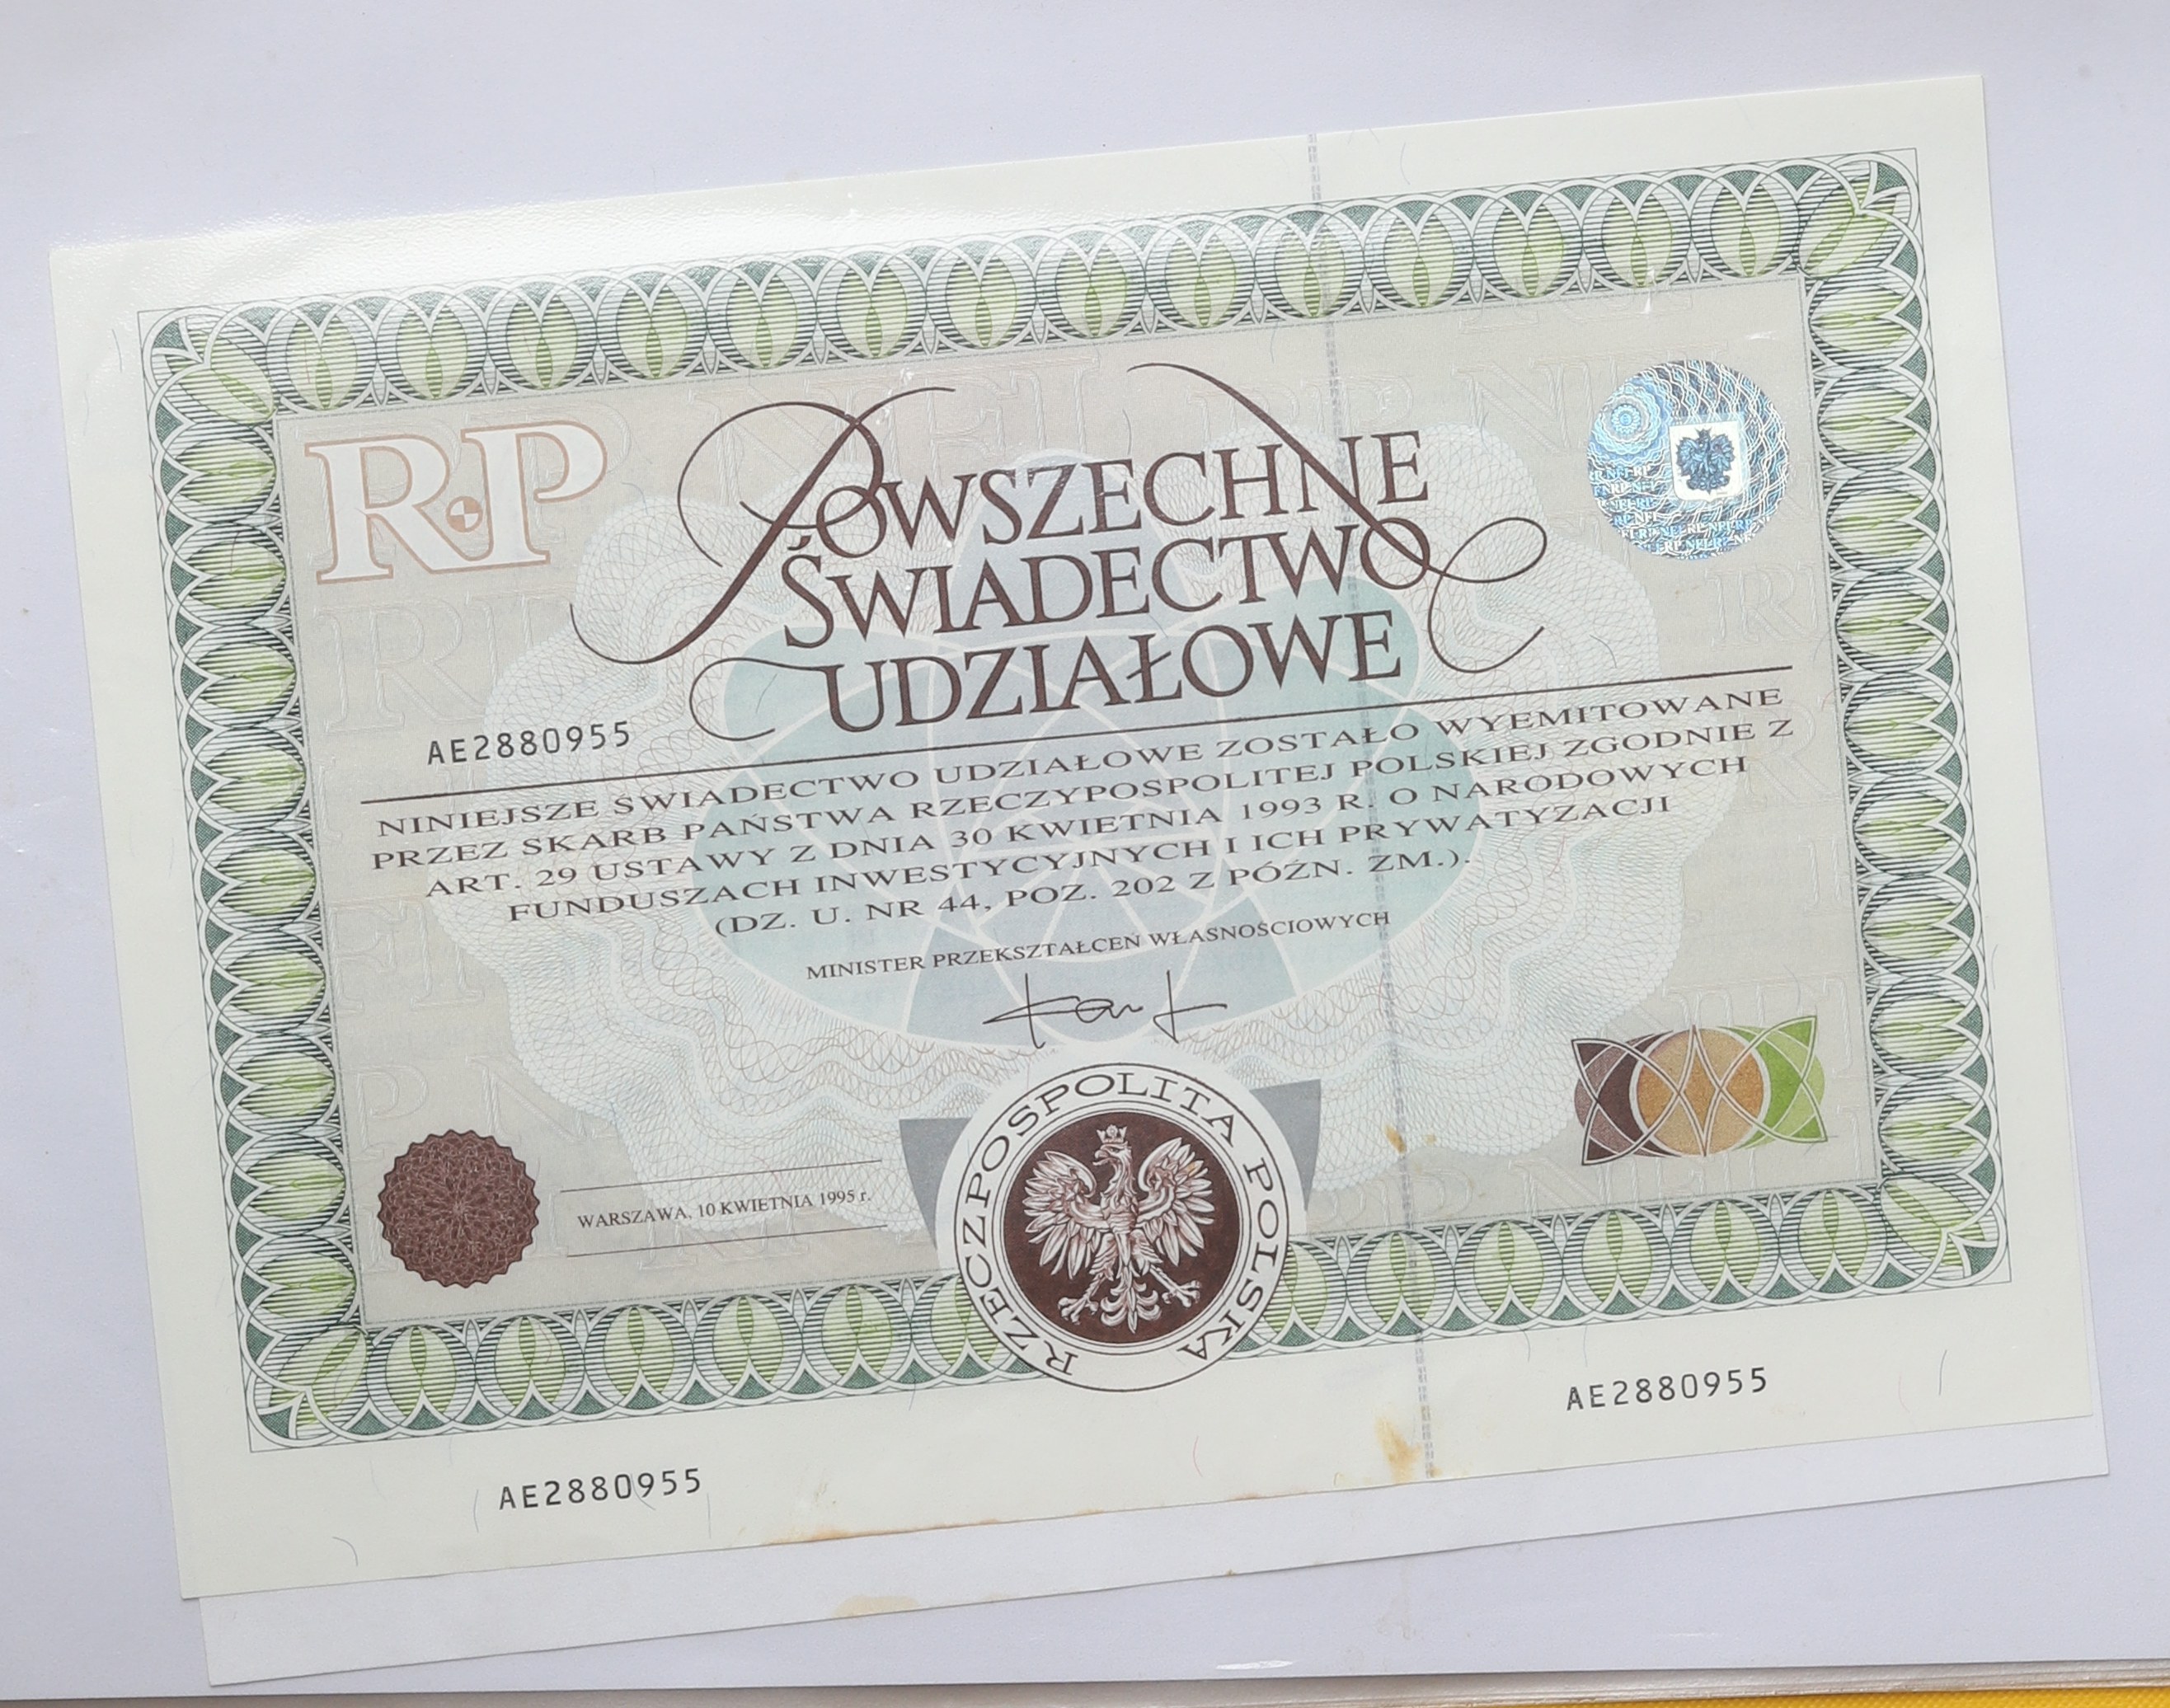 RP
POWSZECHNE
ŚWIADECTWO
UDZIAŁOWE
AE2880955
NINIEJSZE ŚWIADECTWO UDZIAŁOWE ZOSTAŁO WYEMITOWANE
PRZEZ SKARB PAŃSTWA RZECZYPOSPOLITEJ POLSKIEJ ZGODNIE Z
ART. 29 USTAWY Z DNIA 30 KWIETNIA 1993 R. O NARODOWYCH
FUNDUSZACH INWESTYCYJNYCH I ICH PRYWATYZACJI
(DZ. U. NR 44, POZ. 202 Z PÓŹN. ZM.).
MINISTER PRZEKSZTAŁCEŃ WŁASNOŚCIOWYCH
WARSZAWA, 10 KWIETNIA 1995 r.
RZECZPOSPOLITA POLSKA
AE2880955
AE2880955